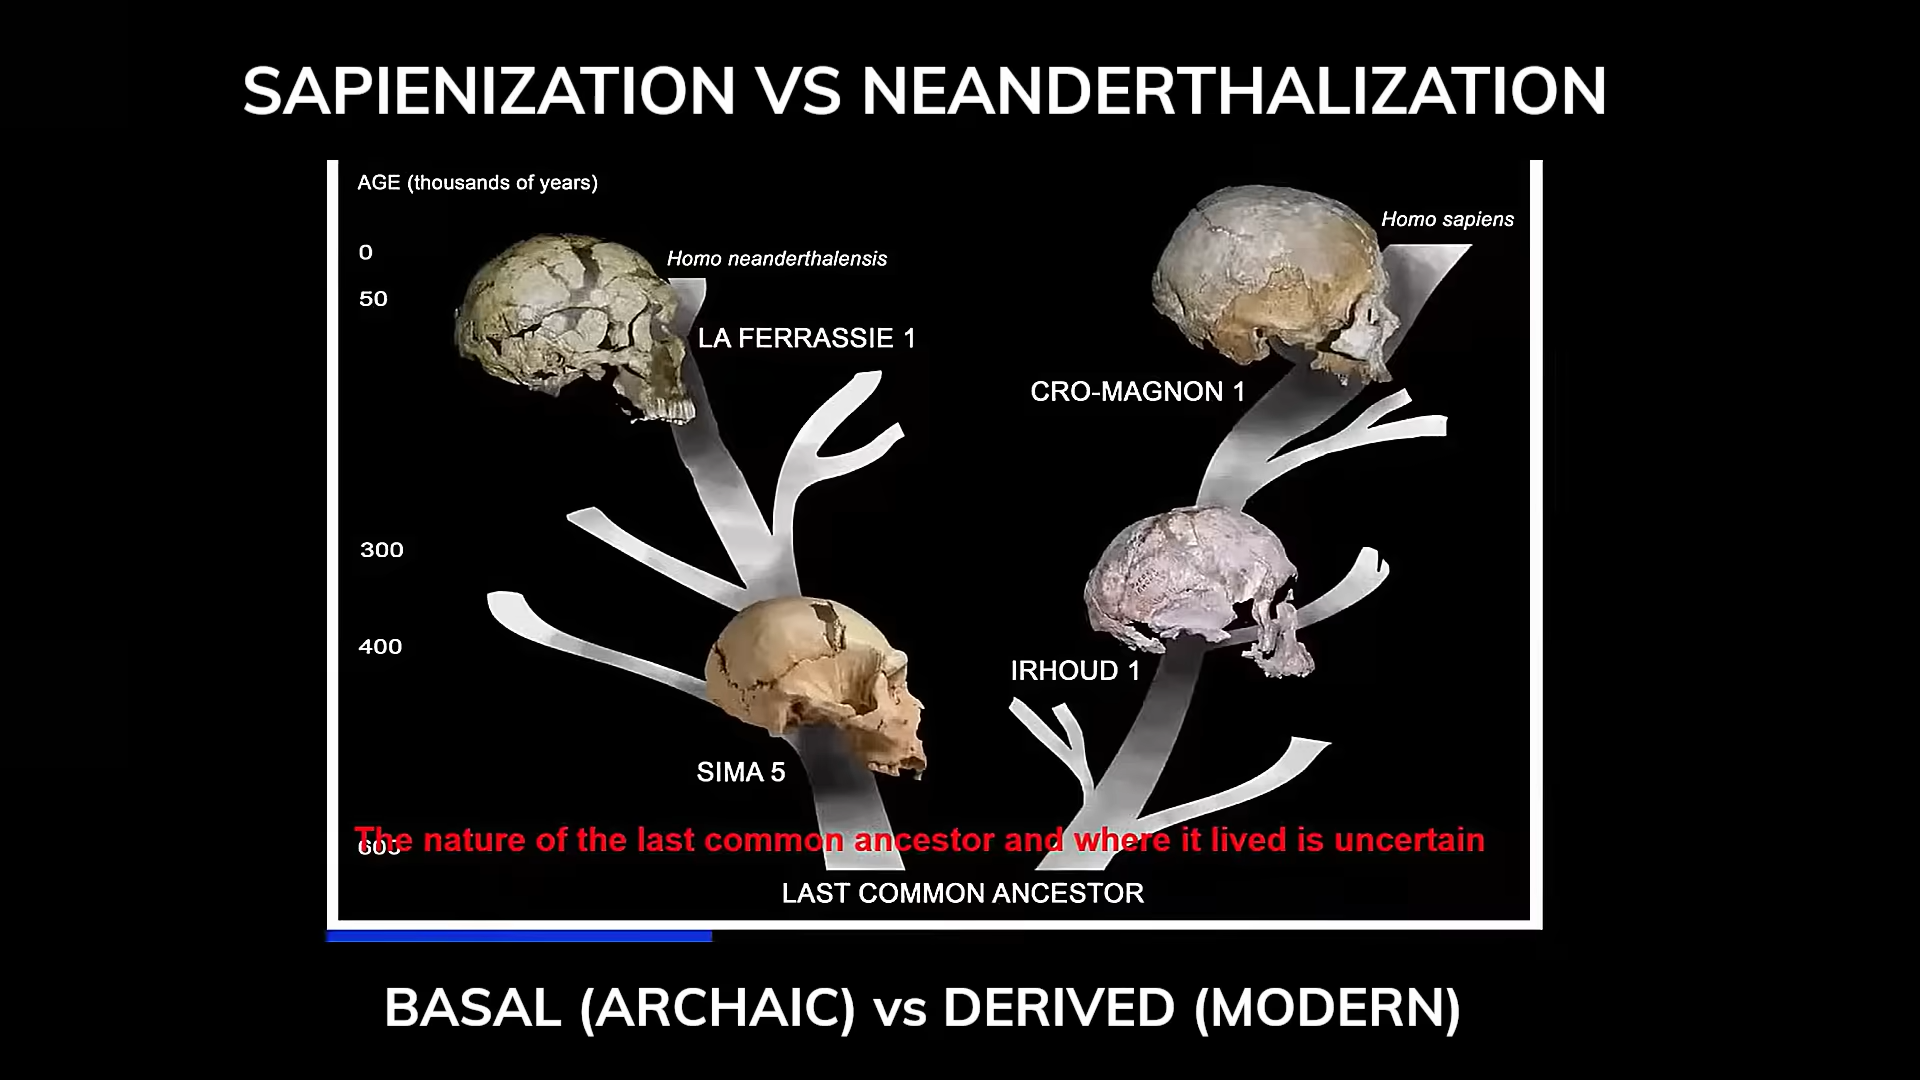 SAPIENIZATION VS NEANDERTHALIZATION
AGE (thousands of years)
Homo sapiens
0
Homo neanderthalensis
50
LA FERRASSIE 1
CRO-MAGNON 1
300
400
IRHOUD 1
SIMA 5
The nature of the last common ancestor and where it lived is uncertain
600
LAST COMMON ANCESTOR
BASAL (ARCHAIC) vs DERIVED (MODERN)